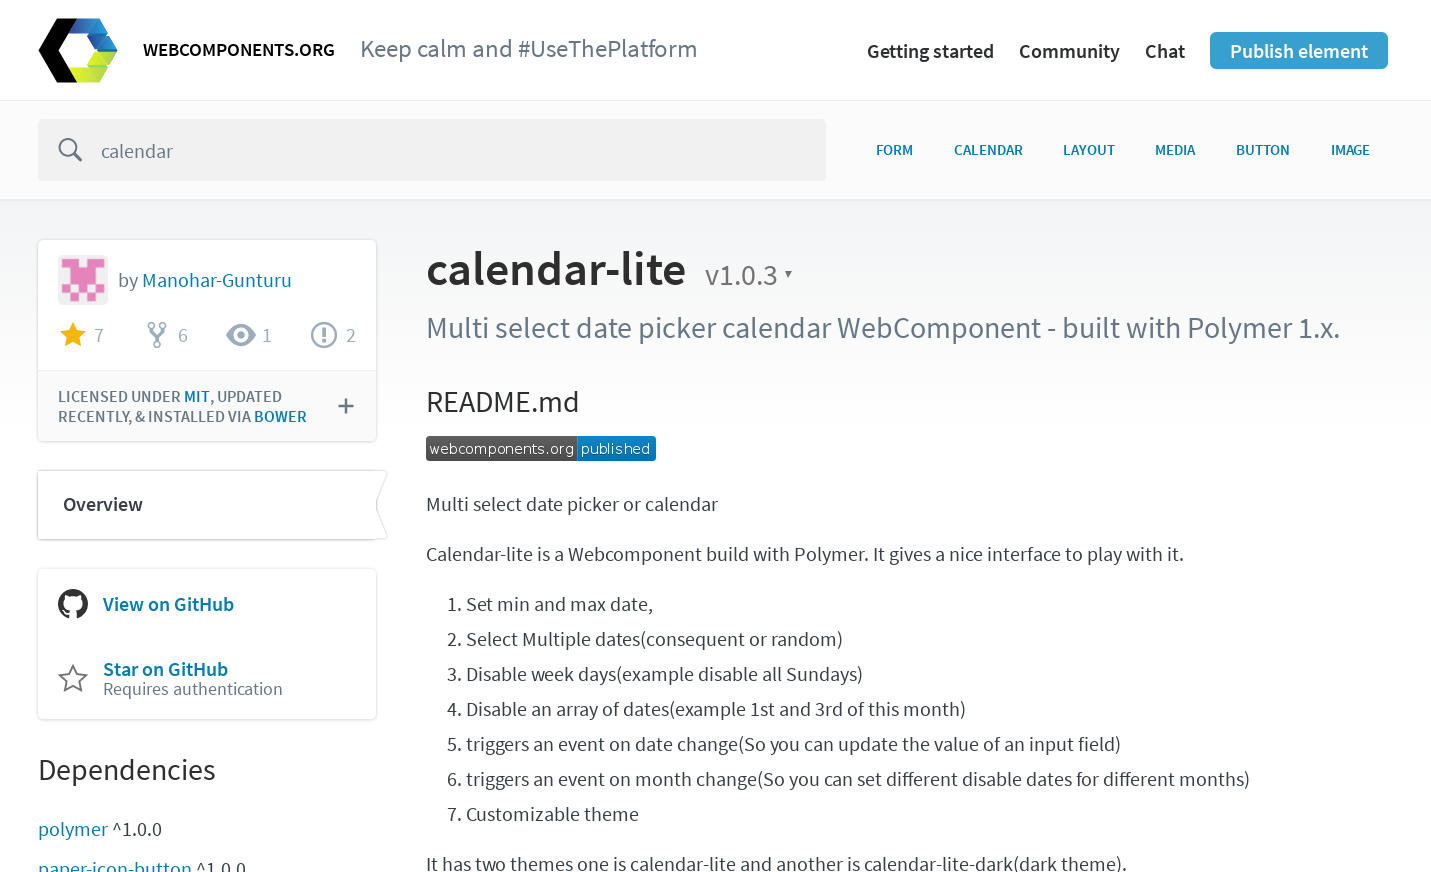 WEBCOMPONENTS.ORG Keep calm and #UseThePlatform Getting started Community Chat Publish element
calendar FORM CALENDAR LAYOUT MEDIA BUTTON IMAGE
by Manohar-Gunturu
7 6 1 2
LICENSED UNDER MIT, UPDATED
RECENTLY, & INSTALLED VIA BOWER
Overview
View on GitHub
Star on GitHub
Requires authentication
Dependencies
polymer ^1.0.0
paper-icon-button ^1.0.0
calendar-lite v1.0.3
Multi select date picker calendar WebComponent - built with Polymer 1.x.
README.md
webcomponents.org published
Multi select date picker or calendar
Calendar-lite is a Webcomponent build with Polymer. It gives a nice interface to play with it.
1. Set min and max date,
2. Select Multiple dates(consequent or random)
3. Disable week days(example disable all Sundays)
4. Disable an array of dates(example 1st and 3rd of this month)
5. triggers an event on date change(So you can update the value of an input field)
6. triggers an event on month change(So you can set different disable dates for different months)
7. Customizable theme
It has two themes one is calendar-lite and another is calendar-lite-dark(dark theme).